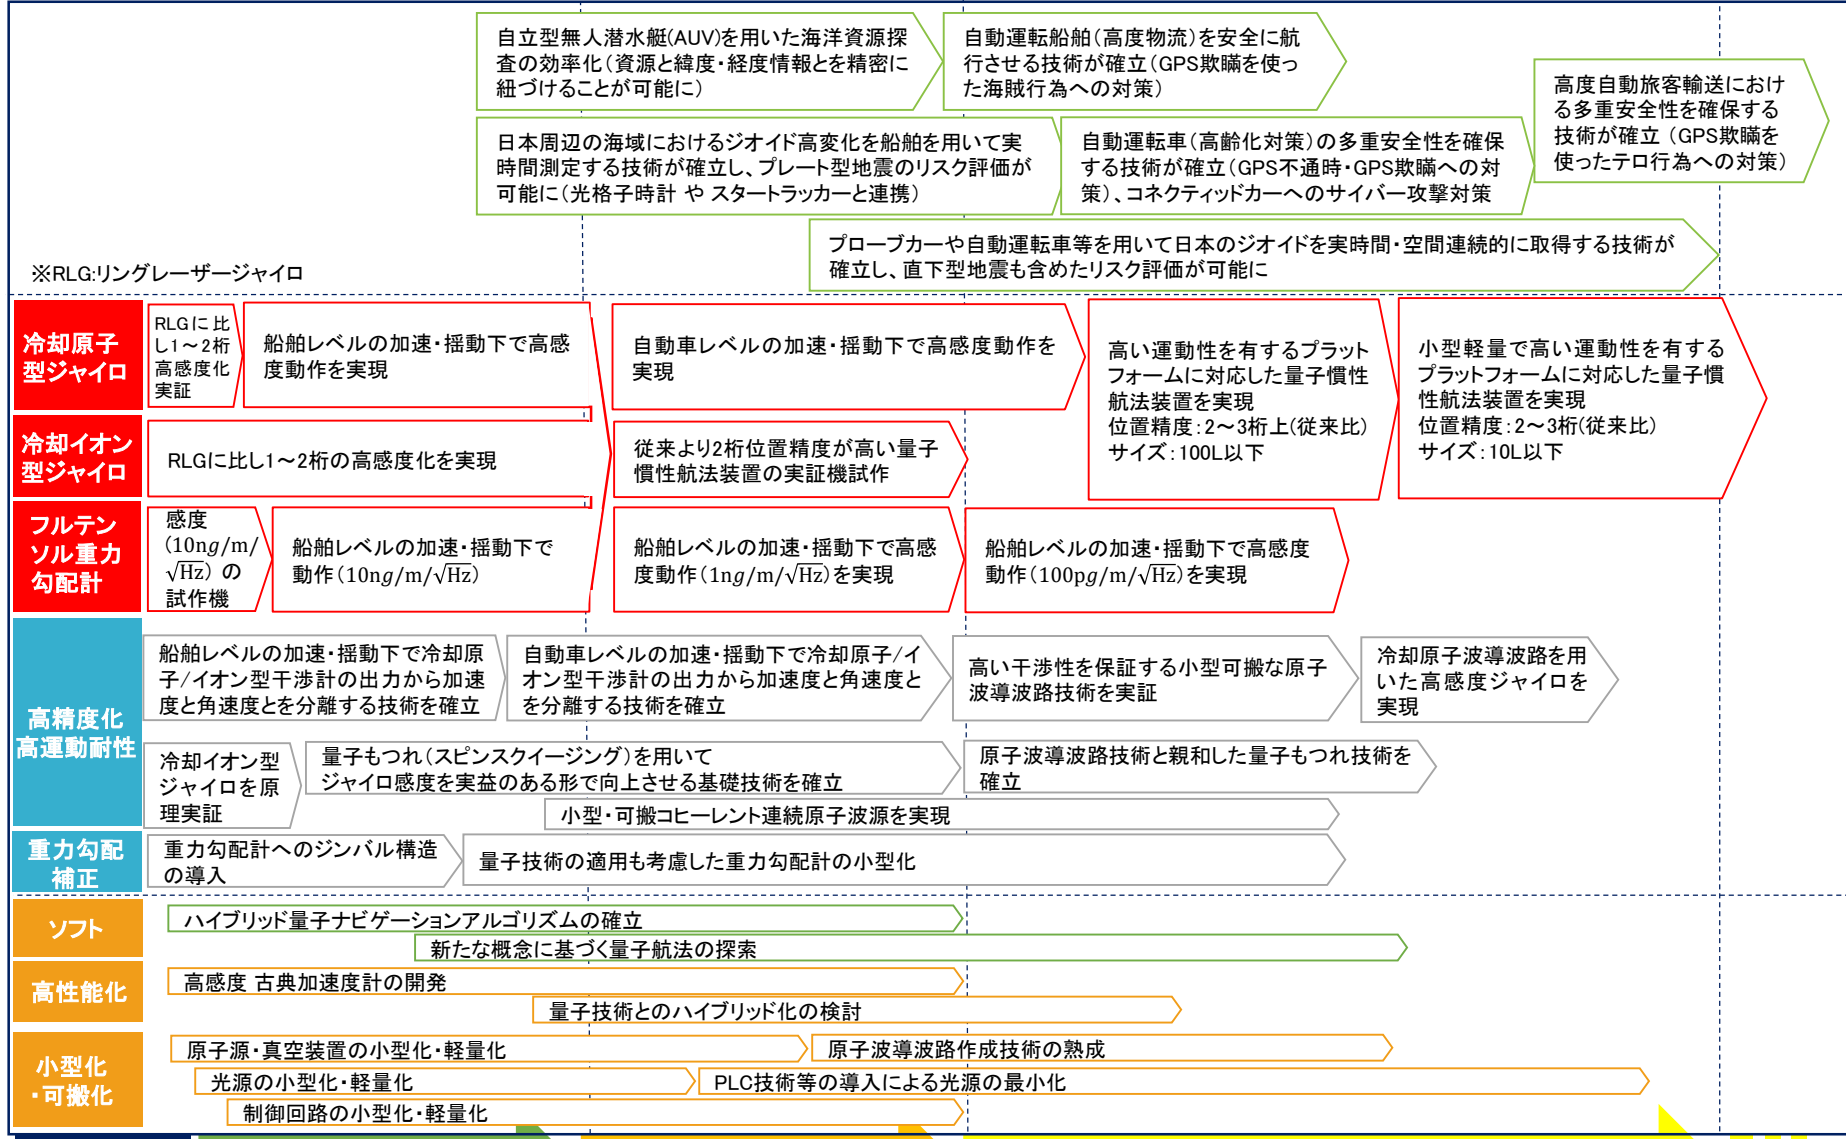 自立型無人潜水艇(AUV)を用いた海洋資源探
査の効率化(資源と緯度・経度情報とを精密に
紐づけることが可能に)
自動運転船舶(高度物流)を安全に航
行させる技術が確立(GPS欺瞞を使っ
た海賊行為への対策)
高度自動旅客輸送におけ
る多重安全性を確保する
技術が確立 (GPS欺瞞を
使ったテロ行為への対策)
日本周辺の海域におけるジオイド高変化を船舶を用いて実
時間測定する技術が確立し、プレート型地震のリスク評価が
可能に(光格子時計 や スタートラッカーと連携)
自動運転車(高齢化対策)の多重安全性を確保
する技術が確立(GPS不通時・GPS欺瞞への対
策)、コネクティッドカーへのサイバー攻撃対策
プローブカーや自動運転車等を用いて日本のジオイドを実時間・空間連続的に取得する技術が
確立し、直下型地震も含めたリスク評価が可能に
※RLG:リングレーザージャイロ
冷却原子
型ジャイロ
RLGに比
し1～2桁
高感度化
実証
船舶レベルの加速・揺動下で高感
度動作を実現
自動車レベルの加速・揺動下で高感度動作を
実現
高い運動性を有するプラット
フォームに対応した量子慣性
航法装置を実現
位置精度：2～3桁上(従来比)
サイズ：100L以下
小型軽量で高い運動性を有する
プラットフォームに対応した量子慣
性航法装置を実現
位置精度：2～3桁(従来比)
サイズ：10L以下
冷却イオン
型ジャイロ
RLGに比し1～2桁の高感度化を実現
従来より2桁位置精度が高い量子
慣性航法装置の実証機試作
フルテン
ソル重力
勾配計
感度
(10ng/m/
√Hz) の
試作機
船舶レベルの加速・揺動下で
動作(10ng/m/√Hz)
船舶レベルの加速・揺動下で高感
度動作(1ng/m/√Hz)を実現
船舶レベルの加速・揺動下で高感度
動作(100pg/m/√Hz)を実現
高精度化
高運動耐性
船舶レベルの加速・揺動下で冷却原
子/イオン型干渉計の出力から加速
度と角速度とを分離する技術を確立
自動車レベルの加速・揺動下で冷却原子/イ
オン型干渉計の出力から加速度と角速度と
を分離する技術を確立
高い干渉性を保証する小型可搬な原子
波導波路技術を実証
冷却原子波導波路を用
いた高感度ジャイロを
実現
冷却イオン型
ジャイロを原
理実証
量子もつれ(スピンスクイージング)を用いて
ジャイロ感度を実益のある形で向上させる基礎技術を確立
原子波導波路技術と親和した量子もつれ技術を
確立
小型・可搬コヒーレント連続原子波源を実現
重力勾配
補正
重力勾配計へのジンバル構造
の導入
量子技術の適用も考慮した重力勾配計の小型化
ソフト
ハイブリッド量子ナビゲーションアルゴリズムの確立
新たな概念に基づく量子航法の探索
高性能化
高感度 古典加速度計の開発
量子技術とのハイブリッド化の検討
小型化
・可搬化
原子源・真空装置の小型化・軽量化
原子波導波路作成技術の熟成
光源の小型化・軽量化
PLC技術等の導入による光源の最小化
制御回路の小型化・軽量化